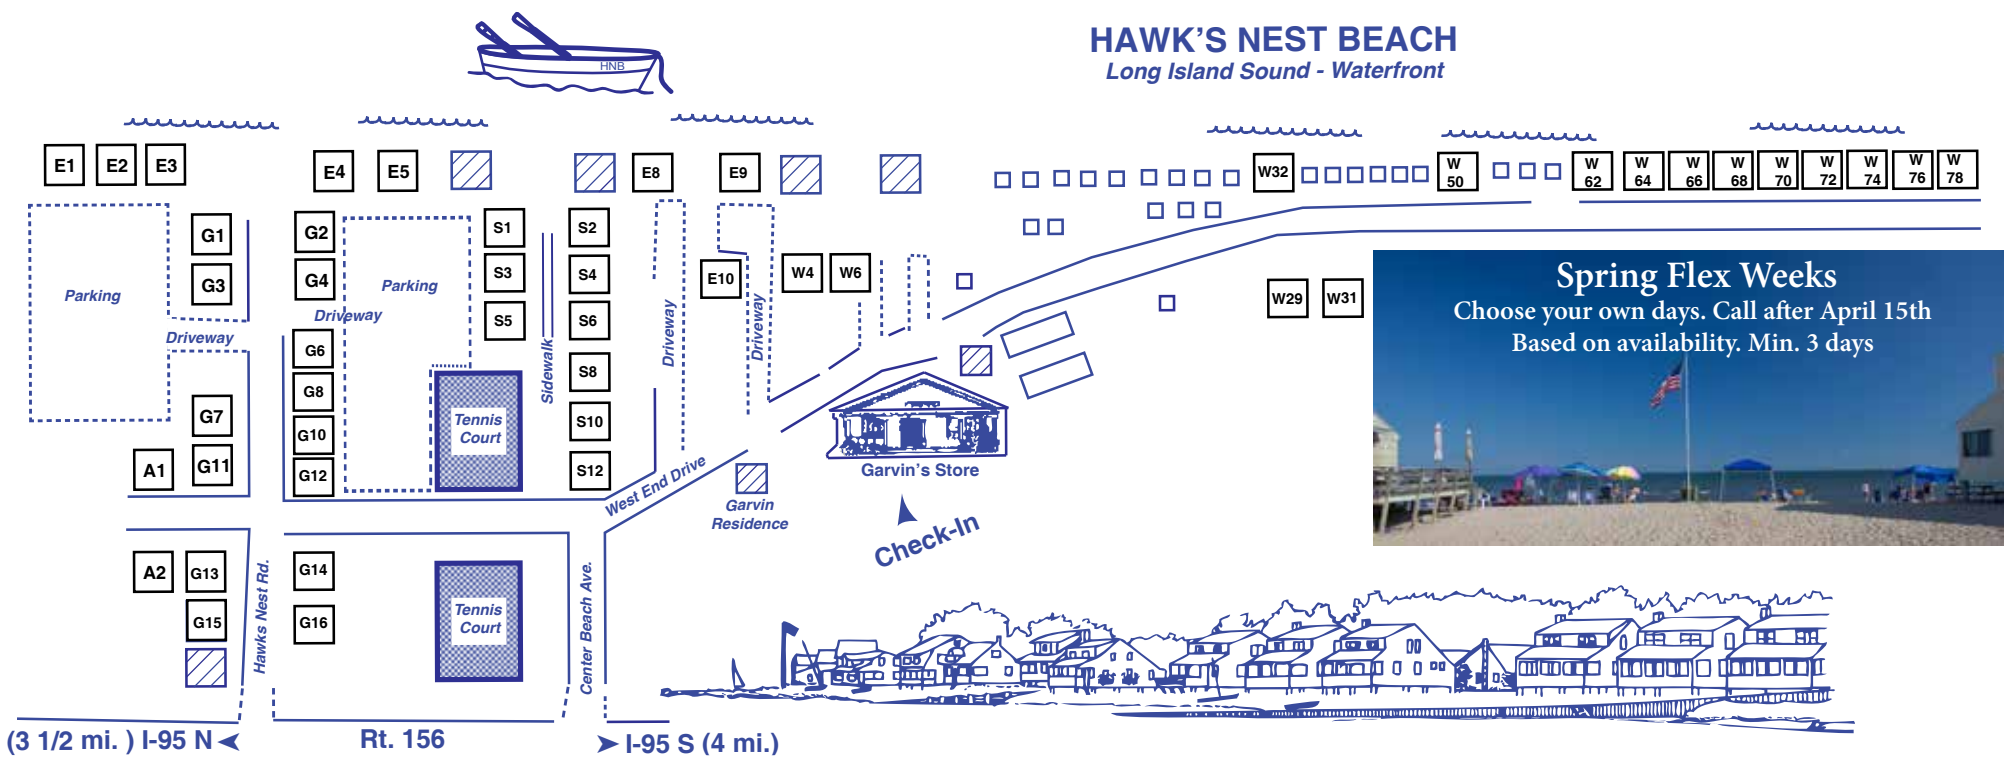 HNB
HAWK'S NEST BEACH
Long Island Sound - Waterfront
E1
E2
E3
E4
E5
E8
E9
W32
W
50
W
62
W
64
W
66
W
68
W
70
W
72
W
74
W
76
W
78
G1
G3
G2
G4
S1
S3
S5
S2
S4
S6
E10
W4
W6
W29
W31
Parking
Parking
Driveway
Driveway
Driveway
Driveway
Sidewalk
G6
G8
G10
G12
G7
G11
A1
S8
S10
S12
Tennis
Court
West End Drive
Garvin
Residence
Garvin's Store
Check-In
Spring Flex Weeks
Choose your own days. Call after April 15th
Based on availability. Min. 3 days
A2
G13
G15
G14
G16
Hawks Nest Rd.
Tennis
Court
Center Beach Ave.
(3 1/2 mi. ) I-95 N
Rt. 156
I-95 S (4 mi.)